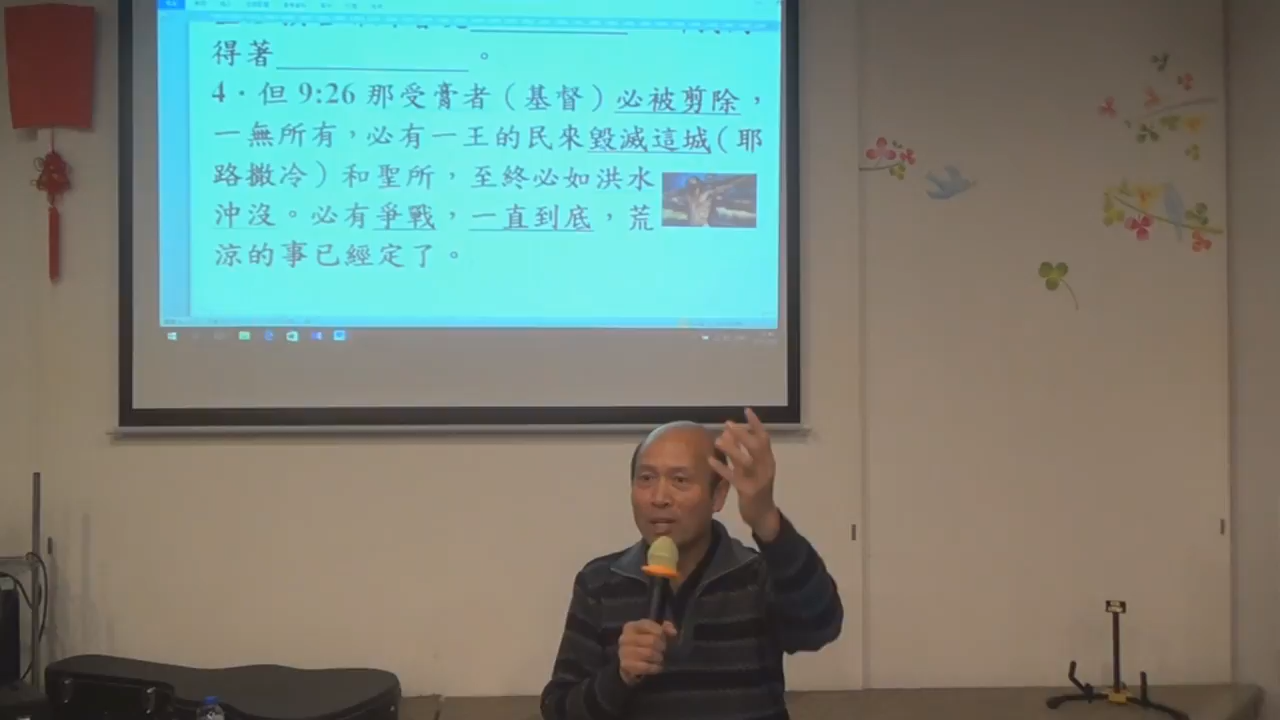 得著＿＿＿＿＿＿。
4．但 9:26 那受膏者（基督）必被剪除，
一無所有，必有一王的民來毀滅這城（耶
路撒冷）和聖所，至終必如洪水
沖沒。必有爭戰，一直到底，荒
涼的事已經定了。